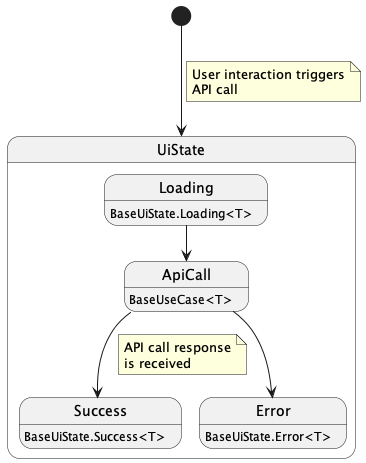 User interaction triggers
API call
UiState
Loading
BaseUiState.Loading<T>
ApiCall
BaseUseCase<T>
API call response
is received
Success
BaseUiState.Success<T>
Error
BaseUiState.Error<T>